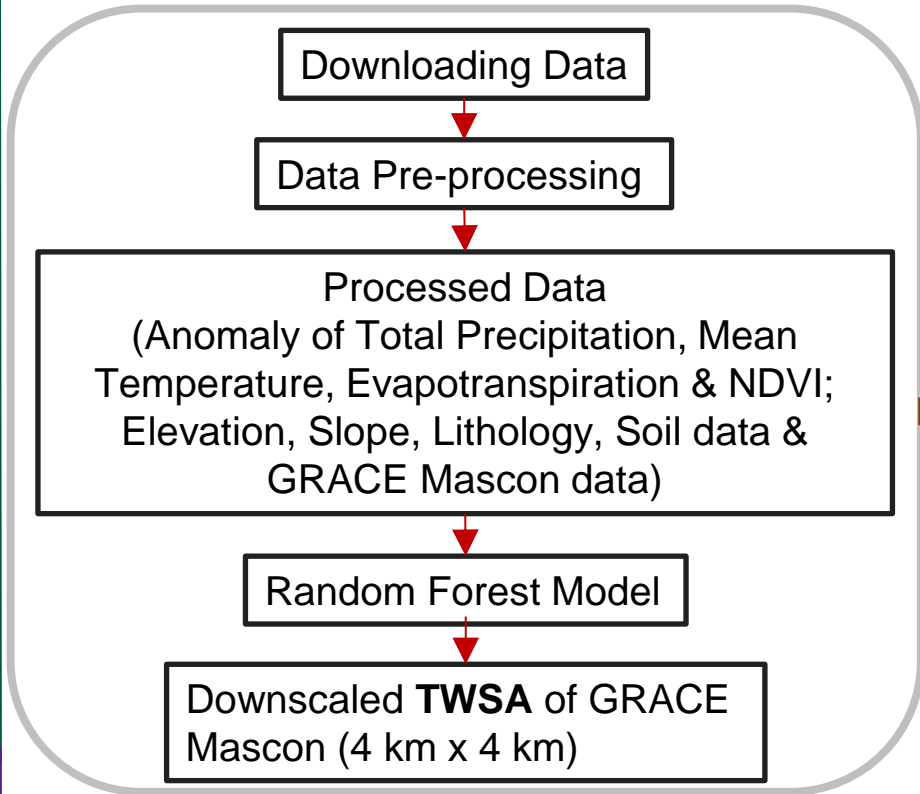 Downloading Data
Data Pre-processing
Processed Data
(Anomaly of Total Precipitation, Mean
Temperature, Evapotranspiration & NDVI;
Elevation, Slope, Lithology, Soil data &
GRACE Mascon data)
Random Forest Model
Downscaled TWSA of GRACE
Mascon (4 km x 4 km)